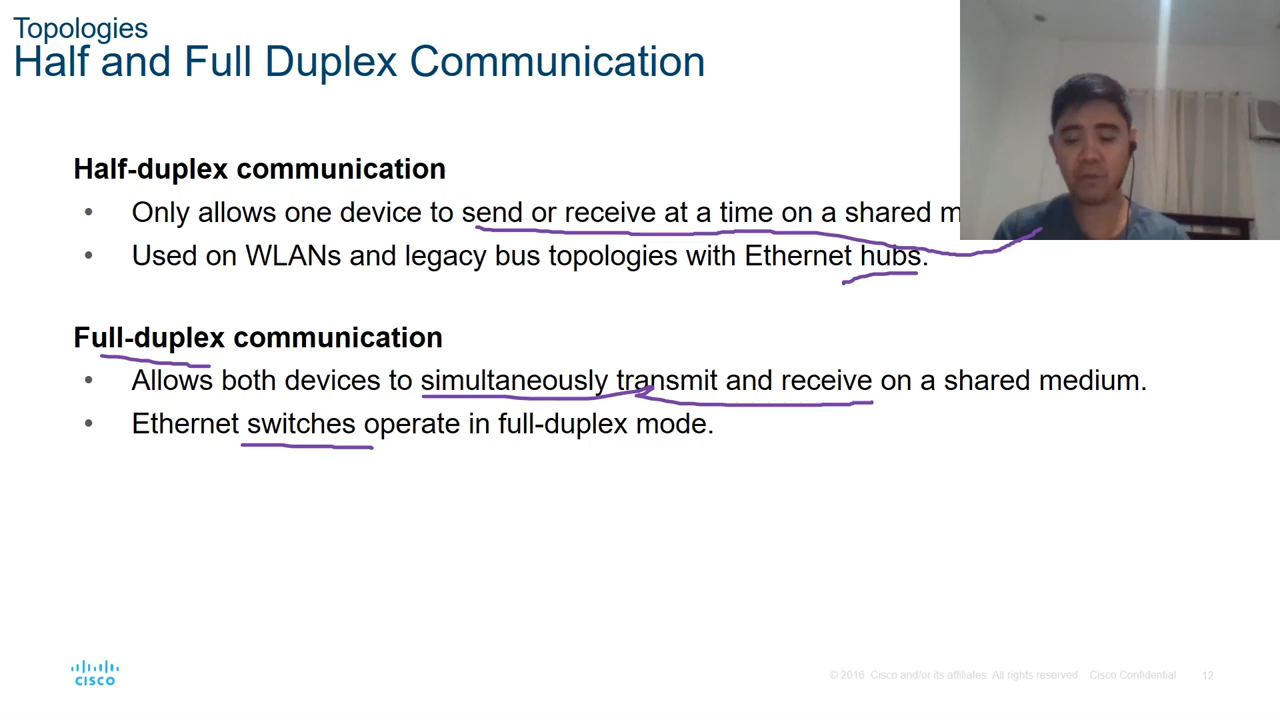 Topologies
Half and Full Duplex Communication
Half-duplex communication
• Only allows one device to send or receive at a time on a shared m
• Used on WLANs and legacy bus topologies with Ethernet hubs.
Full-duplex communication
• Allows both devices to simultaneously transmit and receive on a shared medium.
• Ethernet switches operate in full-duplex mode.
CISCO
© 2016 Cisco and/or its affiliates. All rights reserved. Cisco Confidential 12